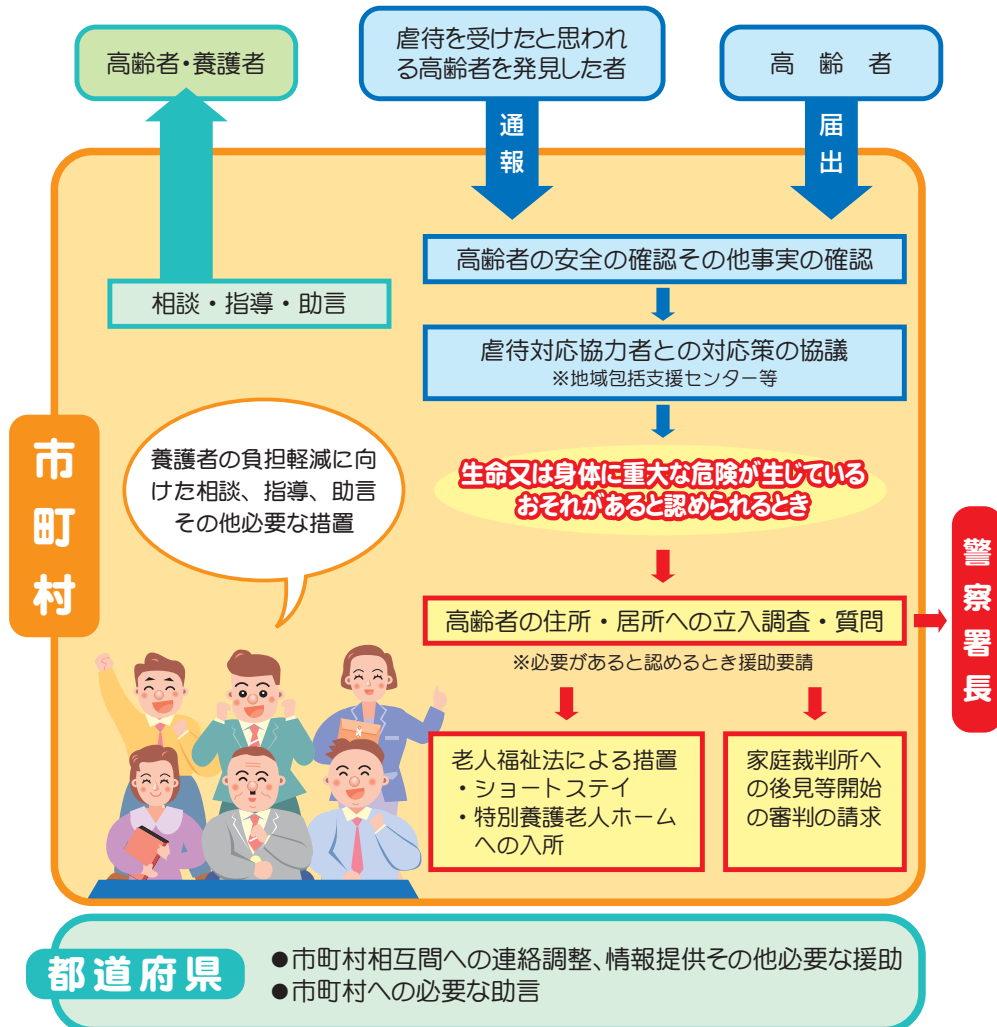 高齢者・養護者
虐待を受けたと思われ
る高齢者を発見した者
高齢者
通報
届出
高齢者の安全の確認その他事実の確認
相談・指導・助言
虐待対応協力者との対応策の協議
※地域包括支援センター等
市町村
養護者の負担軽減に向
けた相談、指導、助言
その他必要な措置
生命又は身体に重大な危険が生じている
おそれがあると認められるとき
高齢者の住所・居所への立入調査・質問
※必要があると認めるとき援助要請
警察署長
老人福祉法による措置
・ショートステイ
・特別養護老人ホーム
への入所
家庭裁判所へ
の後見等開始
の審判の請求
都道府県
●市町村相互間への連絡調整、情報提供その他必要な援助
●市町村への必要な助言